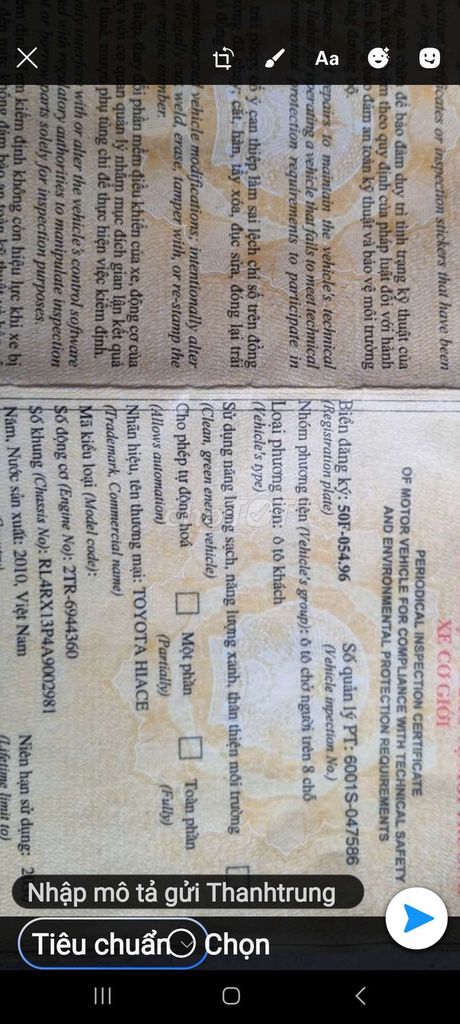 Aa
icates or inspection stickers that have been
để bảo đảm duy trì tình trạng kỹ thuật của
theo quy định của pháp luật đối với hành
đảm an toàn kỹ thuật và bảo vệ môi trường
repairs to maintain the vehicle's technical
perating a vehicle that fails to meet technical
protection requirements to participate in
cố ý can thiệp làm sai lệch chỉ số trên đồng
cắt, hàn, tẩy xóa, đục sửa, đóng lại trái
vehicle modifications; intentionally alter
weld, erase, tamper with, or re-stamp the
phần mềm điều khiển của xe, động cơ của
quản lý nhằm mục đích gian lận kết quả
phụ tùng chỉ để thực hiện việc kiểm định.
with or alter the vehicle's control software
authorities to manipulate inspection
parts solely for inspection purposes.
kiểm định không còn hiệu lực khi xe bị
XE CƠ GIỚI
PERIODICAL INSPECTION CERTIFICATE
OF MOTOR VEHICLE FOR COMPLIANCE WITH TECHNICAL SAFETY
AND ENVIRONMENTAL PROTECTION REQUIREMENTS
Biển đăng ký: 50F-054.96 Số quản lý PT: 6001S-047586
(Registration plate) (Vehicle inpection No.)
Nhóm phương tiện (Vehicle's group): ô tô chở người trên 8 chỗ
Loại phương tiện: ô tô khách
(Vehicle's type)
Sử dụng năng lượng sạch, năng lượng xanh, thân thiện môi trường
(Clean, green energy vehicle)
Cho phép tự động hoá Một phần Toàn phần
(Allows automation) (Partially) (Fully)
Nhãn hiệu, tên thương mại: TOYOTA HIACE
(Trademark, Commercial name)
Mã kiểu loại (Model code):
Số động cơ (Engine No): 2TR-6944360
Số khung (Chassis No): RL4RX13P4A9002981
Năm, Nước sản xuất: 2010, Việt Nam Niên hạn sử dụng:
(Lifetime limit to)
Nhập mô tả gửi Thanhtrung
Tiêu chuẩn Chọn